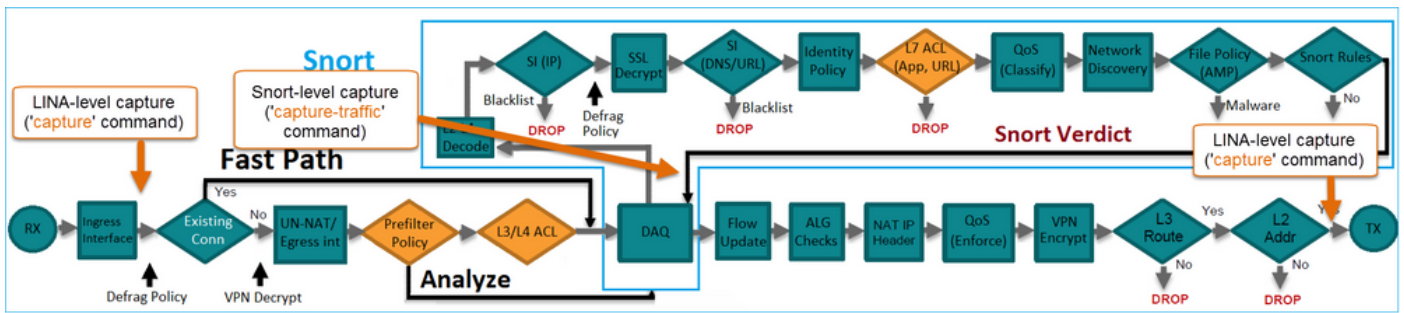 Snort
SI (IP)
SSL
Decrypt
SI
(DNS/URL)
Identity
Policy
L7 ACL
(App, URL)
QoS
(Classify)
Network
Discovery
File Policy
(AMP)
Snort Rules
Blacklist
DROP
Defrag
Policy
Blacklist
DROP
DROP
Malware
DROP
No
Snort Verdict
LINA-level capture
('capture' command)
Snort-level capture
('capture-traffic'
command)
LINA-level capture
('capture' command)
Decode
Fast Path
Yes
RX
Ingress
Interface
Existing
Conn
No
UN-NAT/
Egress int
Prefilter
Policy
L3/L4 ACL
DAQ
Flow
Update
ALG
Checks
NAT IP
Header
QoS
(Enforce)
VPN
Encrypt
L3
Route
Yes
L2
Addr
TX
Defrag Policy
VPN Decrypt
Analyze
No
DROP
No
DROP